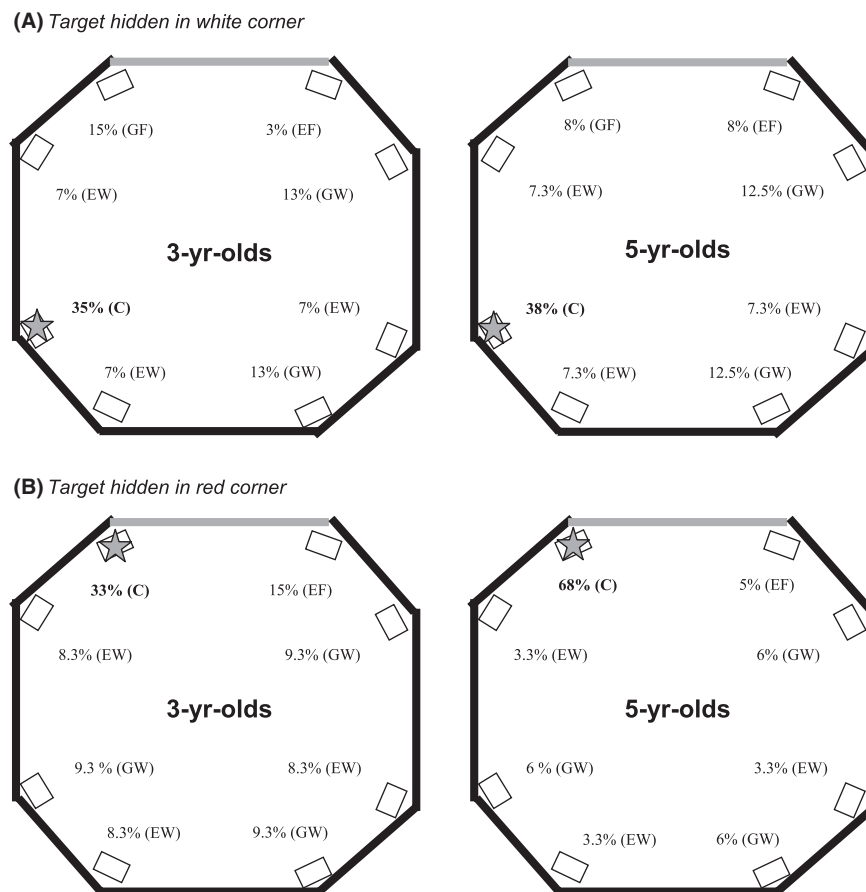 (A) Target hidden in white corner
15% (GF)
3% (EF)
7% (EW)
13% (GW)
3-yr-olds
35% (C)
7% (EW)
7% (EW)
13% (GW)
8% (GF)
8% (EF)
7.3% (EW)
12.5% (GW)
5-yr-olds
38% (C)
7.3% (EW)
7.3% (EW)
12.5% (GW)
(B) Target hidden in red corner
33% (C)
15% (EF)
8.3% (EW)
9.3% (GW)
3-yr-olds
9.3 % (GW)
8.3% (EW)
8.3% (EW)
9.3% (GW)
68% (C)
5% (EF)
3.3% (EW)
6% (GW)
5-yr-olds
6 % (GW)
3.3% (EW)
3.3% (EW)
6% (GW)